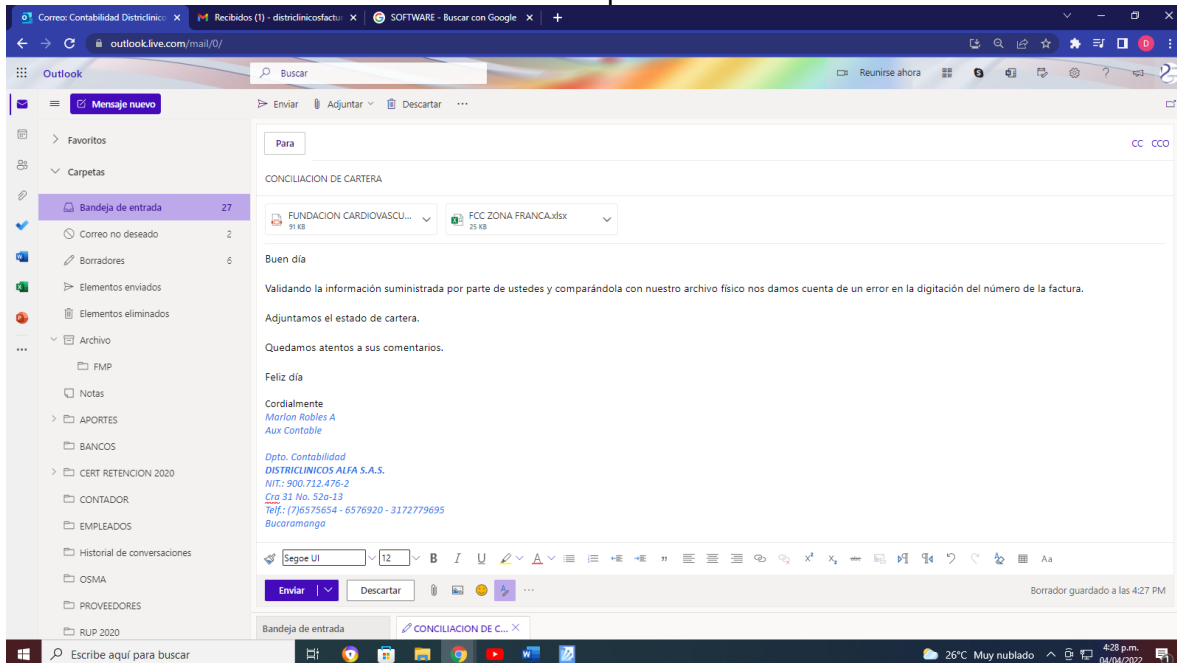 Correo: Contabilidad Districlinico
Recibidos (1) - districlinicosfactu
SOFTWARE - Buscar con Google
outlook.live.com/mail/0/
D
Outlook
Buscar
Reunirse ahora
Mensaje nuevo
Enviar Adjuntar Descartar ...
Favoritos
Para
CC CCO
Carpetas
CONCILIACION DE CARTERA
Bandeja de entrada 27
FUNDACION CARDIOVASCU...
91 KB
FCC ZONA FRANCA.xlsx
25 KB
Correo no deseado 2
Borradores 6
Elementos enviados
Elementos eliminados
Archivo
FMP
Notas
APORTES
BANCOS
CERT RETENCION 2020
CONTADOR
EMPLEADOS
Historial de conversaciones
OSMA
PROVEEDORES
RUP 2020
Buen día
Validando la información suministrada por parte de ustedes y comparándola con nuestro archivo físico nos damos cuenta de un error en la digitación del número de la factura.
Adjuntamos el estado de cartera.
Quedamos atentos a sus comentarios.
Feliz día
Cordialmente
Marlon Robles A
Aux Contable
Dpto. Contabilidad
DISTRICLINICOS ALFA S.A.S.
NIT.: 900.712.476-2
Cra 31 No. 52a-13
Telf.: (7)6575654 - 6576920 - 3172779695
Bucaramanga
Segoe UI 12 B I U A Aa
Enviar Descartar ...
Borrador guardado a las 4:27 PM
Bandeja de entrada
CONCILIACION DE C...
Escribe aquí para buscar
26°C Muy nublado
4:28 p.m.
04/04/2022